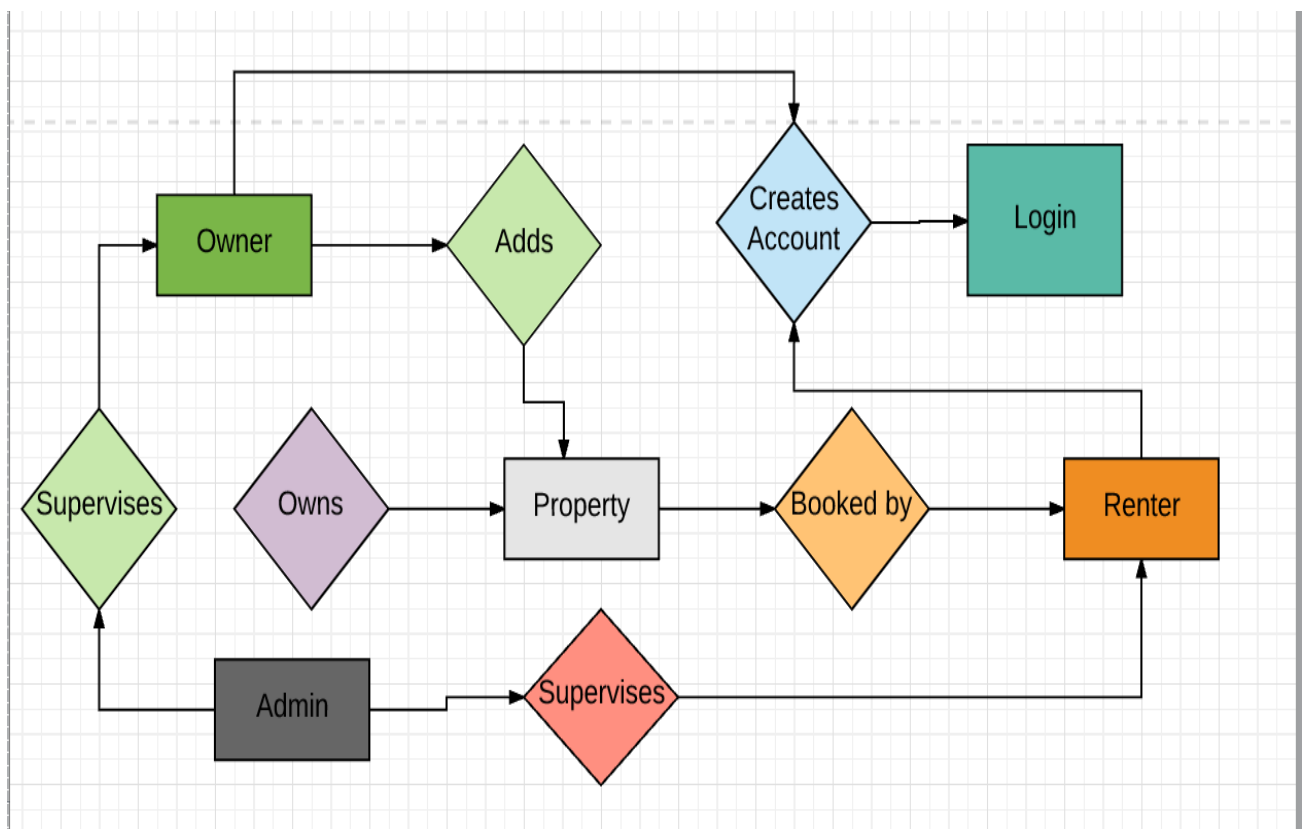 Creates
Account
Login
Owner
Adds
Supervises
Owns
Property
Booked by
Renter
Admin
Supervises